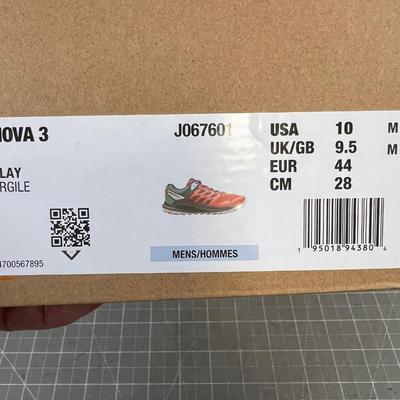 NOVA 3
J067601
LAY
RGILE
4700567895
MENS/HOMMES
USA 10 M
UK/GB 9.5 M
EUR 44
CM 28
1 95018 94380 4